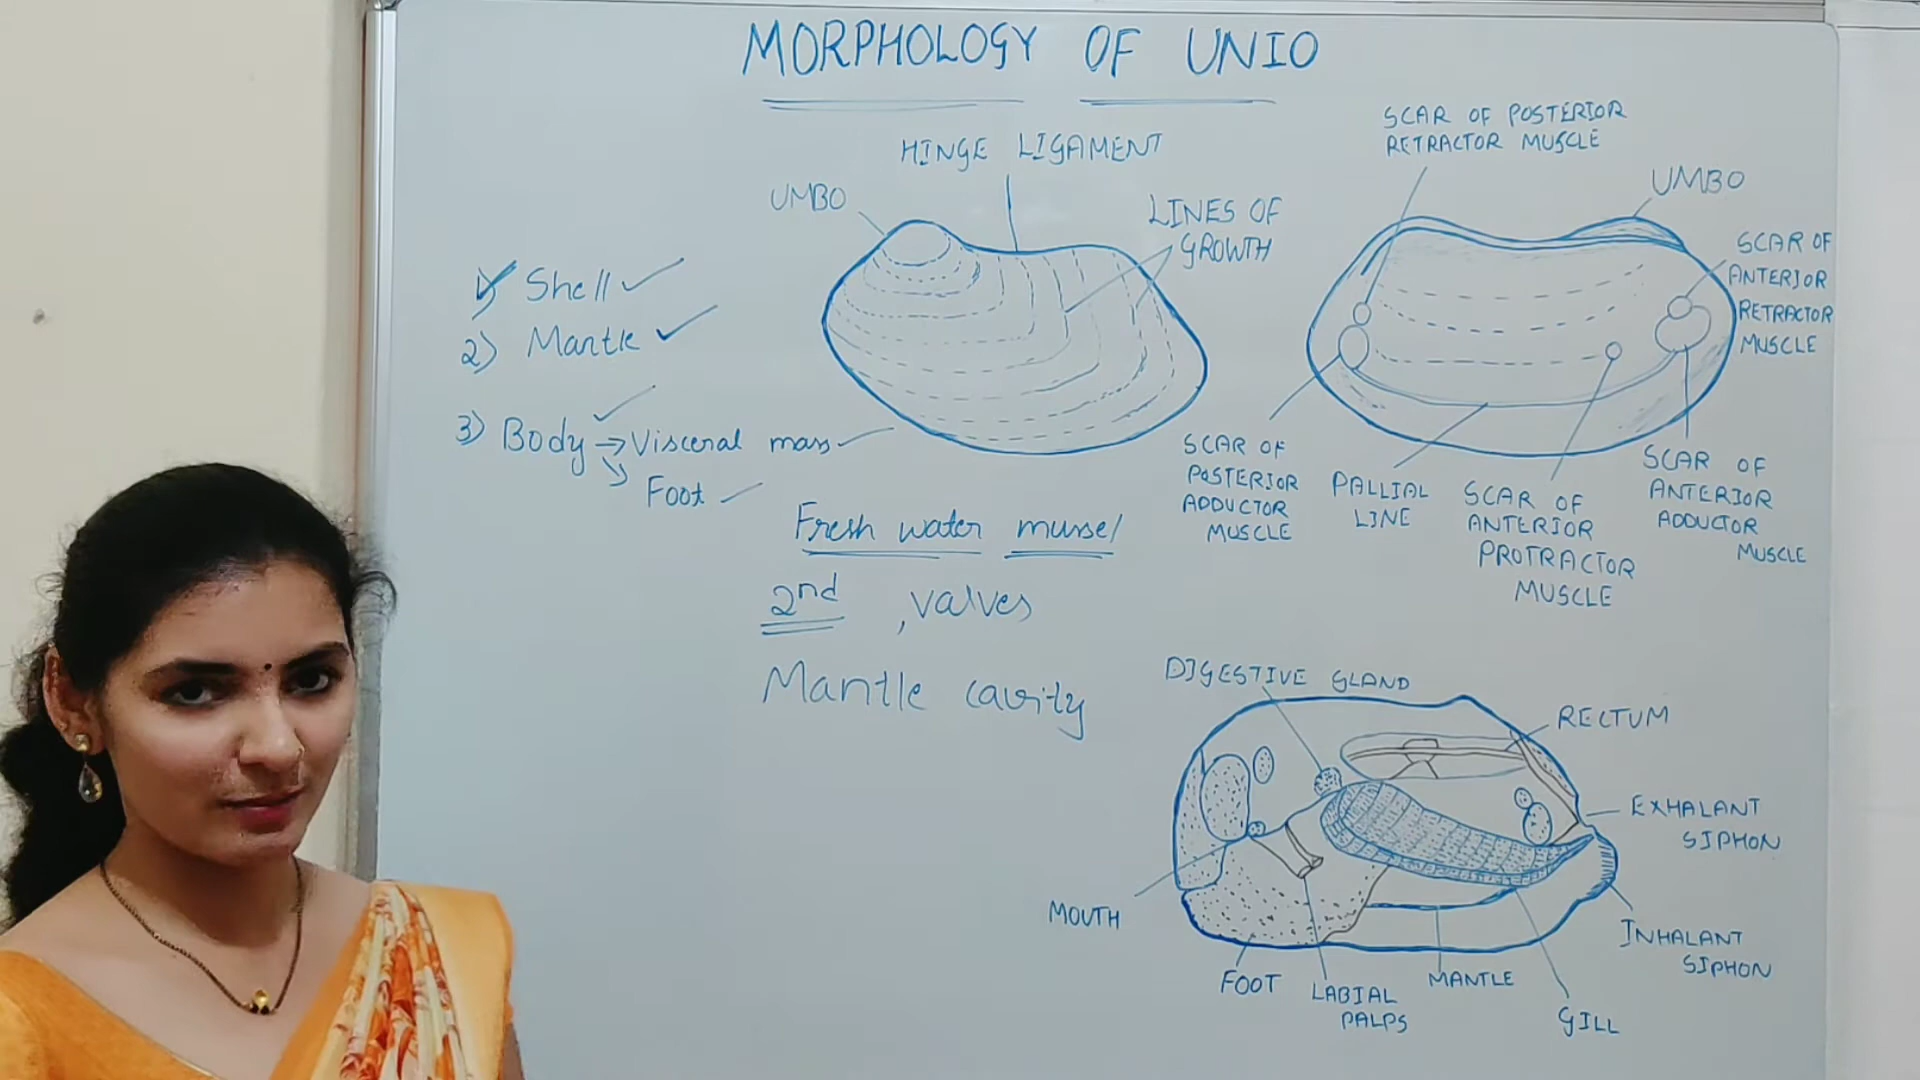 MORPHOLOGY OF UNIO
HINGE LIGAMENT
UMBO
LINES OF
GROWTH
SCAR OF POSTERIOR
RETRACTOR MUSCLE
UMBO
SCAR OF
ANTERIOR
RETRACTOR
MUSCLE
1) Shell
2) Mantle
3) Body → Visceral mass
Foot
SCAR OF
POSTERIOR
ADDUCTOR
MUSCLE
PALLIAL
LINE
SCAR OF
ANTERIOR
PROTRACTOR
MUSCLE
SCAR OF
ANTERIOR
ADDUCTOR
MUSCLE
Fresh water mussel
2nd , valves
Mantle cavity
DIGESTIVE GLAND
RECTUM
EXHALANT
SIPHON
INHALANT
SIPHON
MOUTH
FOOT
LABIAL
PALPS
MANTLE
GILL